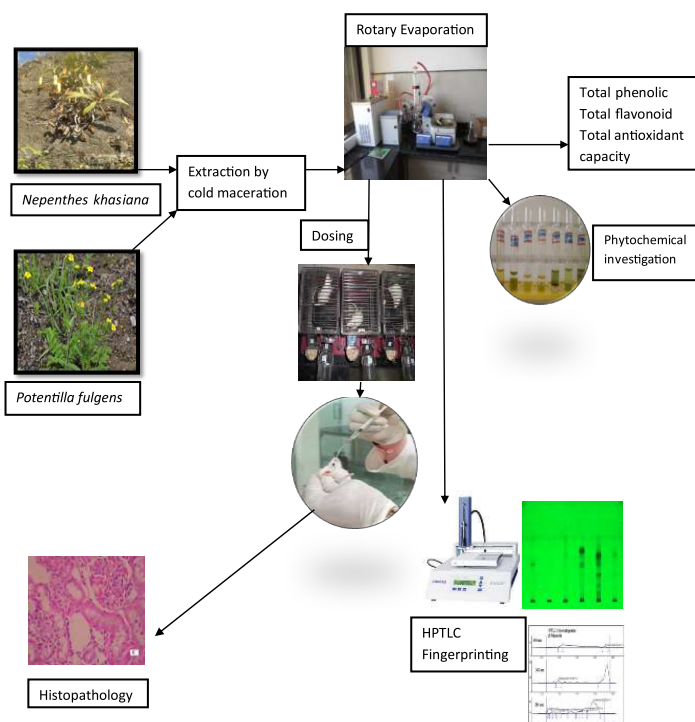 Rotary Evaporation
Total phenolic
Total flavonoid
Total antioxidant
capacity
Nepenthes khasiana
Extraction by
cold maceration
Dosing
Phytochemical
investigation
Potentilla fulgens
HPTLC
Fingerprinting
Histopathology